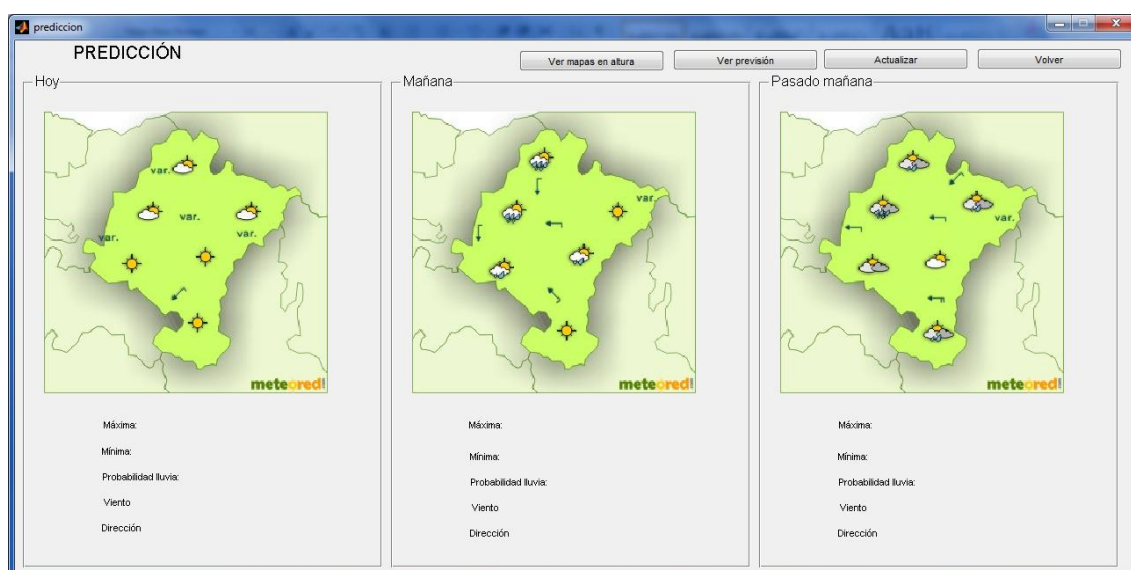 prediccion
PREDICCIÓN
Ver mapas en altura
Ver previsión
Actualizar
Volver
Hoy
var.
var.
var.
var.
meteored!
Máxima:
Mínima:
Probabilidad lluvia:
Viento
Dirección
Mañana
var.
meteored!
Máxima:
Mínima:
Probabilidad lluvia:
Viento
Dirección
Pasado mañana
var.
meteored!
Máxima:
Mínima:
Probabilidad lluvia:
Viento
Dirección